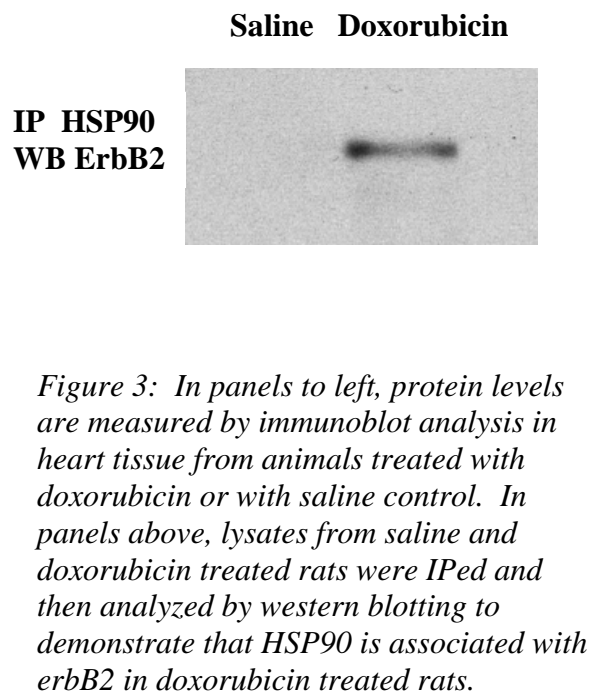 Saline Doxorubicin
IP HSP90
WB ErbB2
Figure 3: In panels to left, protein levels
are measured by immunoblot analysis in
heart tissue from animals treated with
doxorubicin or with saline control. In
panels above, lysates from saline and
doxorubicin treated rats were IPed and
then analyzed by western blotting to
demonstrate that HSP90 is associated with
erbB2 in doxorubicin treated rats.